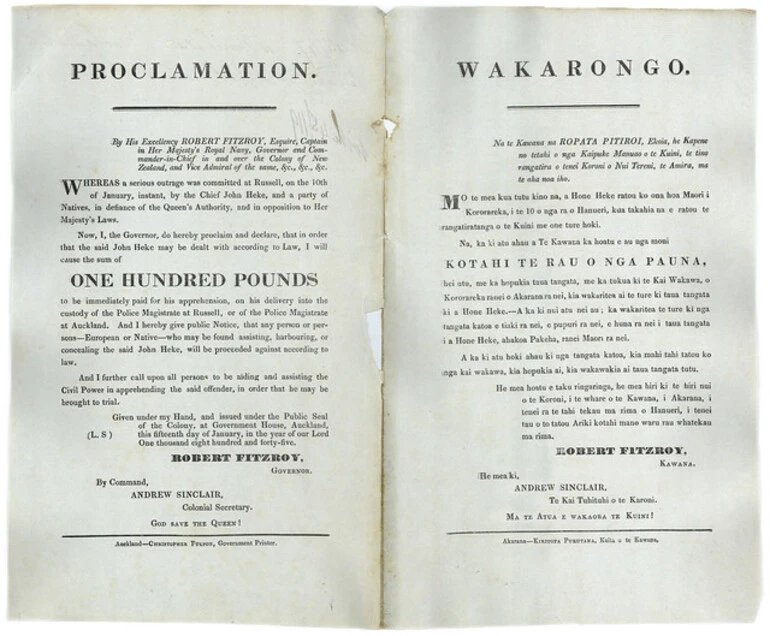 PROCLAMATION.
By His Excellency ROBERT FITZROY, Esquire, Captain
in Her Majesty's Royal Navy, Governor and Com-
mander-in-Chief in and over the Colony of New
Zealand, and Vice Admiral of the same, &c., &c., &c.
WHEREAS a serious outrage was committed at Russell, on the 10th
of January, instant, by the Chief John Heke, and a party of
Natives, in defiance of the Queen's Authority, and in opposition to Her
Majesty's Laws.
Now, I, the Governor, do hereby proclaim and declare, that in order
that the said John Heke may be dealt with according to Law, I will
cause the sum of
ONE HUNDRED POUNDS
to be immediately paid for his apprehension, on his delivery into the
custody of the Police Magistrate at Russell, or of the Police Magistrate
at Auckland. And I hereby give public Notice, that any person or per-
sons—European or Native—who may be found assisting, harbouring, or
concealing the said John Heke, will be proceeded against according to
law.
And I further call upon all persons to be aiding and assisting the
Civil Power in apprehending the said offender, in order that he may be
brought to trial.
Given under my Hand, and issued under the Public Seal
of the Colony, at Government House, Auckland,
(L. S) this fifteenth day of January, in the year of our Lord
One thousand eight hundred and forty-five.
ROBERT FITZROY,
GOVERNOR.
By Command,
ANDREW SINCLAIR,
Colonial Secretary.
GOD SAVE THE QUEEN!
Auckland—CHRISTOPHER FULTON, Government Printer.
WAKARONGO.
Na te Kawana na ROPATA PITIROI, Ehoia, he Kapene
no tetahi o nga Kaipuke Manuao o te Kuini, te tino
rangatira o tenei Koroni o Nui Tereni, te Amira, ma
te aha noa iho.
MO te mea kua tutu kino na, a Hone Heke ratou ko ona hoa Maori i
Kororareka, i te 10 o nga ra o Hanueri, kua takahia na e ratou te
rangatiratanga o te Kuini me one ture hoki.
Na, ka ki atu ahau a Te Kawana ka hoatu e au nga moni
KOTAHI TE RAU O NGA PAUNA,
hei utu, me ka hopukia taua tangata, me ka tukua ki te Kai Wakawa, o
Kororareka ranei o Akarana ranei, kia wakaritea ai te ture ki taua tangata
ki a Hone Heke.—A ka ki nui atu nei au; ka wakaritea te ture ki nga
tangata katoa e tiaki ra nei, e pupuri ra nei, e huna ra nei i taua tangata
i a Hone Heke, ahakoa Pakeha, ranei Maori ra nei.
A ka ki atu hoki ahau ki nga tangata katoa, kia mahi tahi tatou ko
nga kai wakawa, kia hopukia ai, kia wakawakia ai taua tangata tutu.
He mea hoatu e taku ringaringa, he mea hiri ki te hiri nui
o te Koroni, i te whare o te Kawana, i Akarana, i
tenei ra te tahi tekau ma rima o Hanueri, i tenei
tau o to tatou Ariki kotahi mano waru rau whatekau
ma rima.
ROBERT FITZROY,
KAWANA.
He mea ki,
ANDREW SINCLAIR,
Te Kai Tuhituhi o te Karoni.
MA TE ATUA E WAKAORA TE KUINI!
Akarana—KIRITOPA PURUTANA, Kaita o te Kawana.